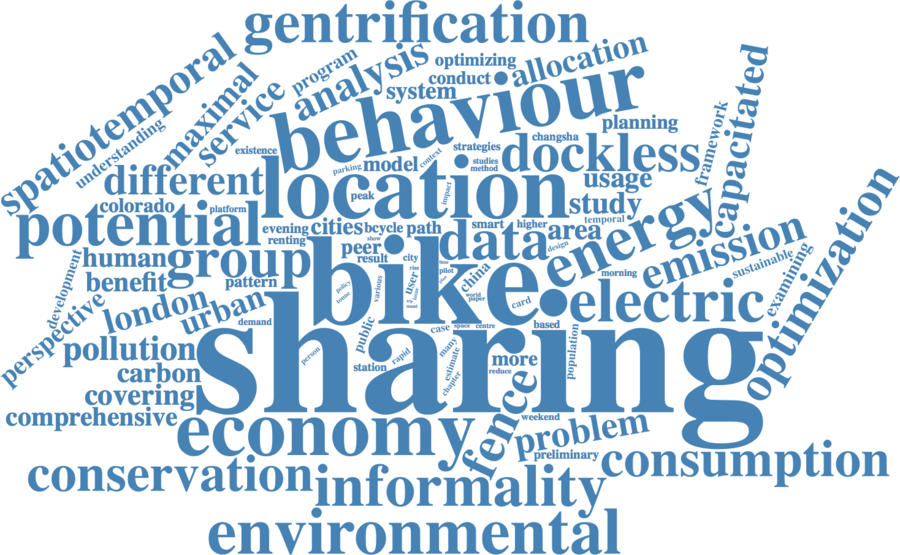 gentrification
spatiotemporal
understanding
maximal
service
program
analysis
optimizing
conduct
system
allocation
behaviour
planning
capacitated
framework
existence
parking
model
context
strategies
changsha
studies
method
dockless
usage
different
location
peak
impact
study
colorado
platform
potential
evening
cities
bcycle
path
renting
show
peer
result
city
data
smart
higher
area
temporal
design
energy
emission
optimization
human
group
benefit
pattern
development
perspective
london
urban
bike
policy
various
user
pilot
china
world
paper
card
morning
electric
sustainable
examining
demand
sharing
public
person
rapid
station
case
space
centre
many
estimate
chapter
based
more
reduce
population
pollution
carbon
covering
comprehensive
economy
fence
weekend
problem
preliminary
consumption
conservation
informality
environmental